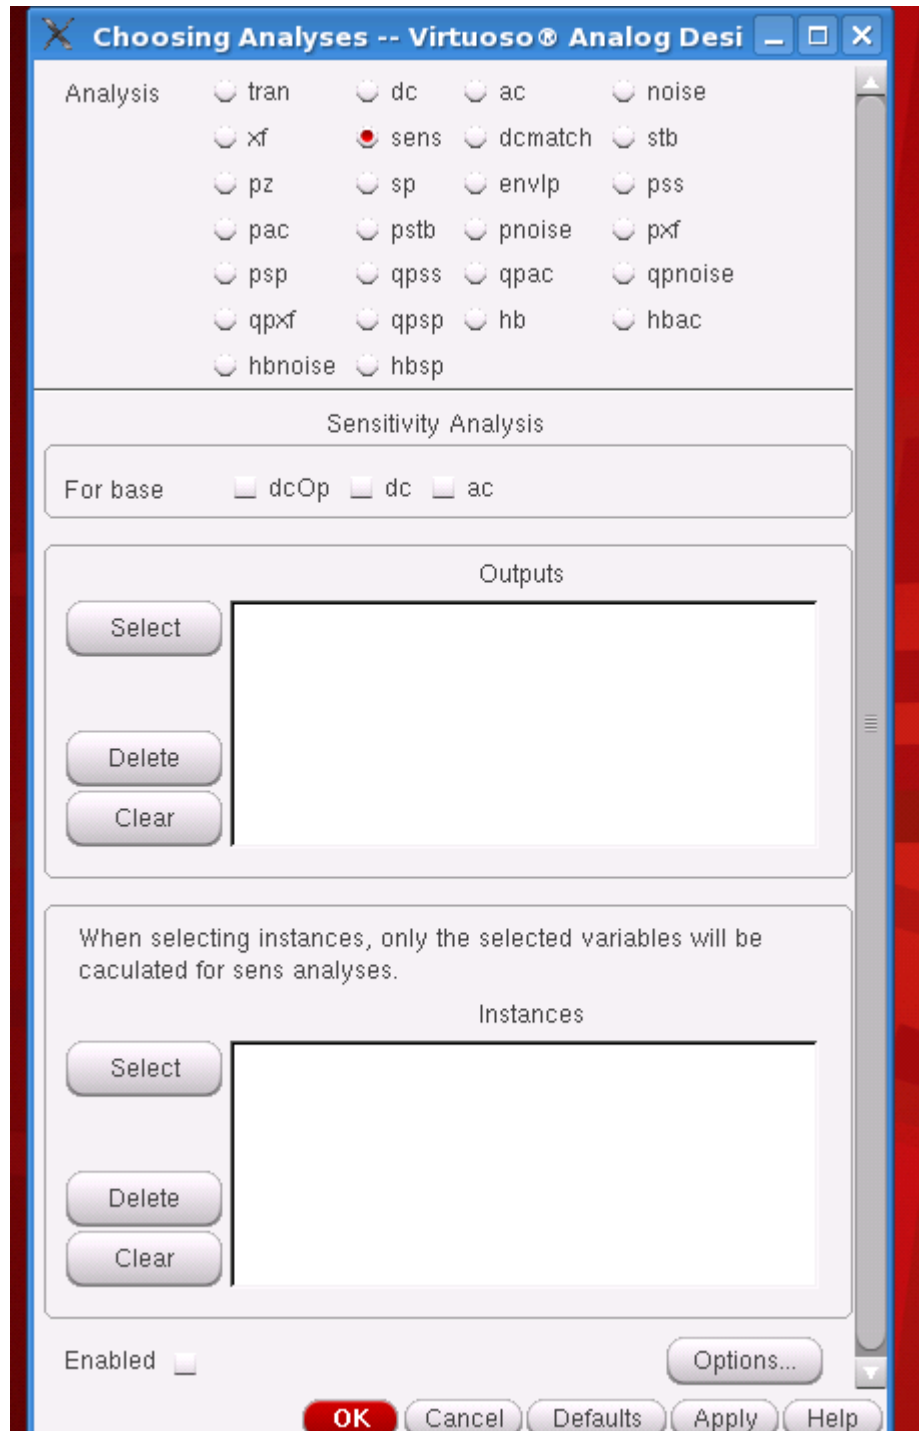 Choosing Analyses -- Virtuoso® Analog Desi
Analysis tran dc ac noise
xf sens dcmatch stb
pz sp envlp pss
pac pstb pnoise pxf
psp qpss qpac qpnoise
qpxf qpsp hb hbac
hbnoise hbsp
Sensitivity Analysis
For base dcOp dc ac
Outputs
Select
Delete
Clear
When selecting instances, only the selected variables will be
caculated for sens analyses.
Instances
Select
Delete
Clear
Enabled Options...
OK Cancel Defaults Apply Help